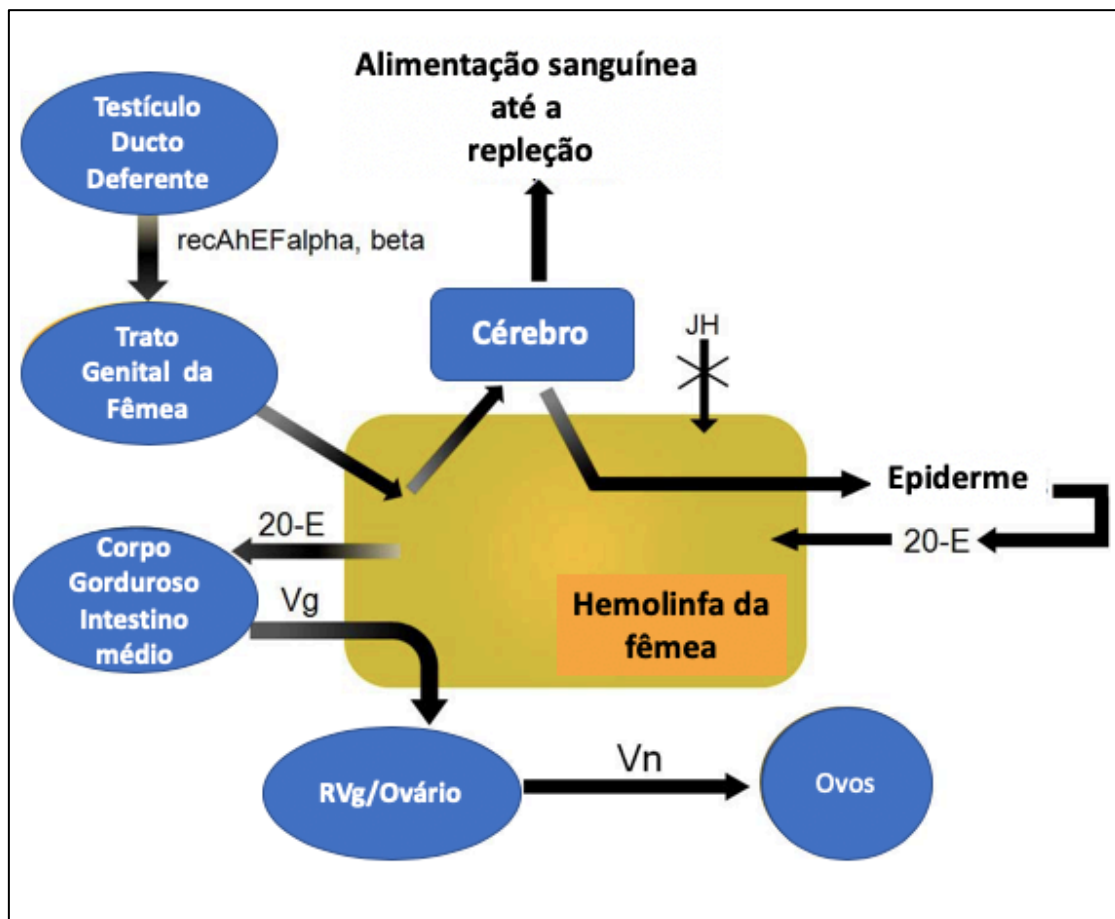 Alimentação sanguínea
até a
repleção
Testículo
Ducto
Deferente
recAhEFalpha, beta
Trato
Genital da
Fêmea
Cérebro
JH
Epiderme
20-E
20-E
Corpo
Gorduroso
Intestino
médio
Vg
Hemolinfa da
fêmea
RVg/Ovário
Vn
Ovos